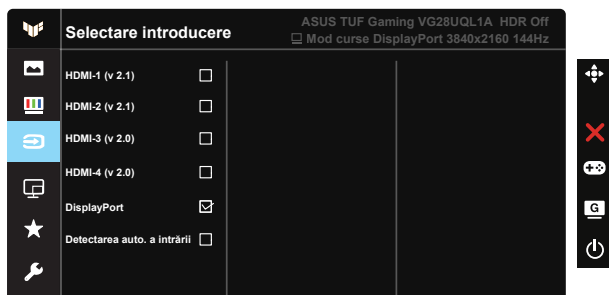 Selectare introducere
ASUS TUF Gaming VG28UQL1A HDR Off
Mod curse DisplayPort 3840x2160 144Hz
HDMI-1 (v 2.1)
HDMI-2 (v 2.1)
HDMI-3 (v 2.0)
HDMI-4 (v 2.0)
DisplayPort
Detectarea auto. a intrării
G